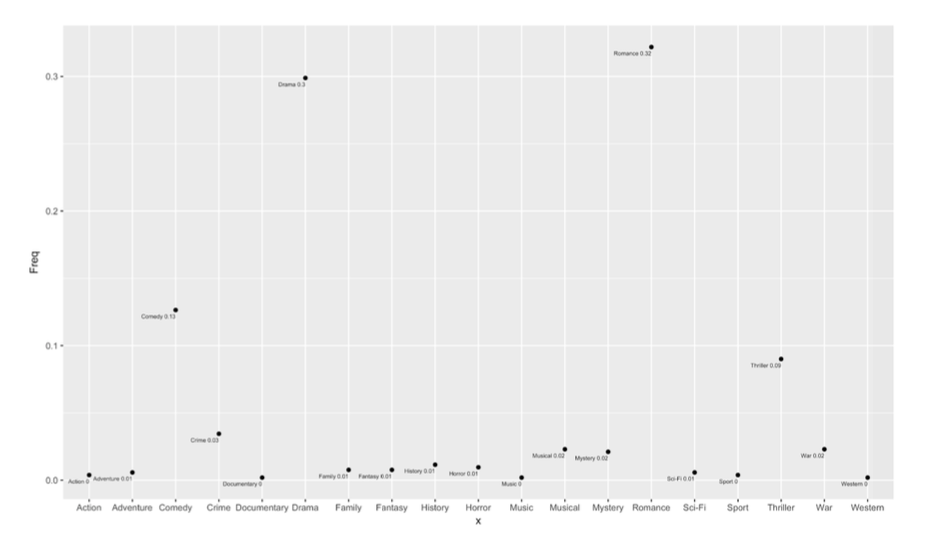 Romance 0.32
0.3
Drama 0.3
0.2
Freq
Comedy 0.13
0.1
Thriller 0.09
Crime 0.03
Musical 0.02
Mystery 0.02
War 0.02
History 0.01
Horror 0.01
Family 0.01
Fantasy 0.01
Adventure 0.01
Sci-Fi 0.01
0.0
Action 0
Documentary 0
Music 0
Sport 0
Western 0
Action Adventure Comedy Crime Documentary Drama Family Fantasy History Horror Music Musical Mystery Romance Sci-Fi Sport Thriller War Western
x